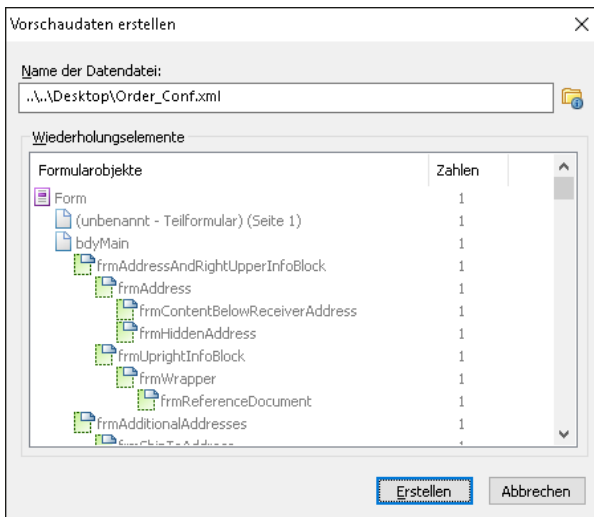 Vorschaudaten erstellen
Name der Datendatei:
..\..\Desktop\Order_Conf.xml
Wiederholungselemente
Formularobjekte Zahlen
Form 1
(unbenannt - Teilformular) (Seite 1) 1
bdyMain 1
frmAddressAndRightUpperInfoBlock 1
frmAddress 1
frmContentBelowReceiverAddress 1
frmHiddenAddress 1
frmUprightInfoBlock 1
frmWrapper 1
frmReferenceDocument 1
frmAdditionalAddresses 1
frmShipToAddress 1
Erstellen Abbrechen